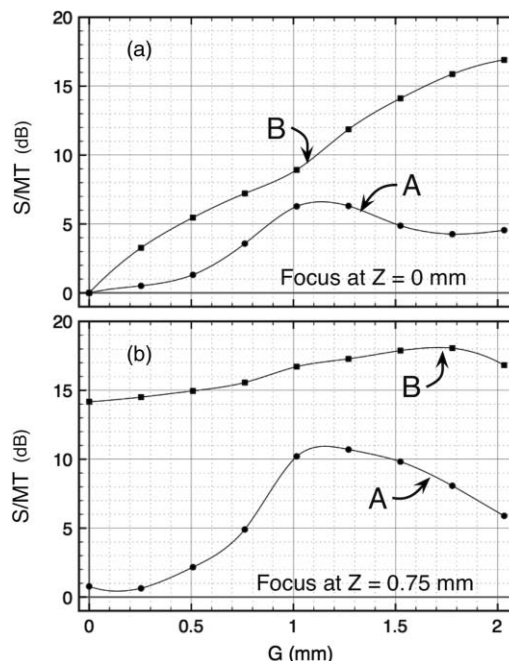 20
(a)
15
B
S/MT (dB)
10
A
5
Focus at Z = 0 mm
0
20
(b)
15
B
S/MT (dB)
10
A
5
Focus at Z = 0.75 mm
0
0 0.5 1 1.5 2
G (mm)